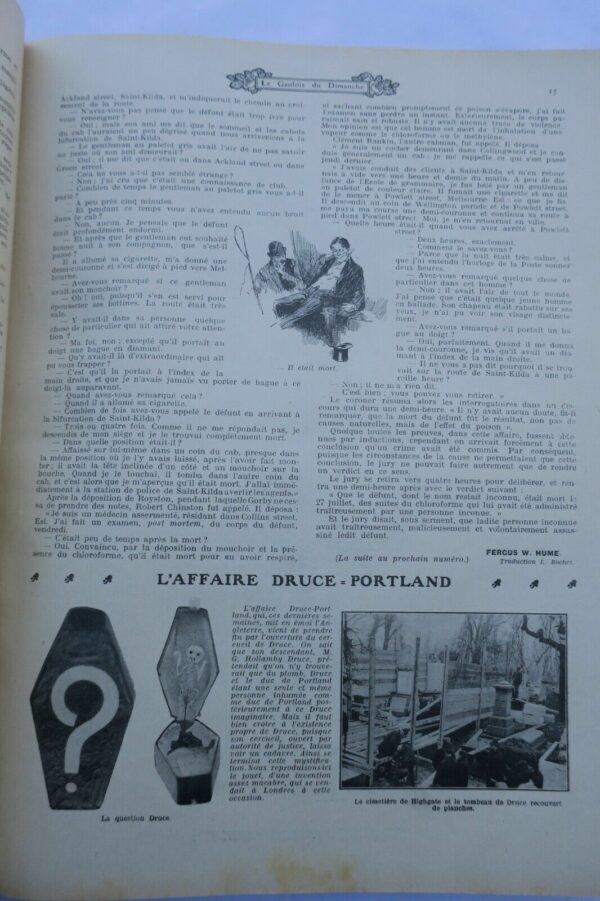 Le Gaulois du Dimanche
15
Ackland street, Saint-Kilda, et m'indiquerait le chemin au croi-
sement de la route.
— N'avez-vous pas pensé que le défunt était trop ivre pour
vous renseigner ?
— Oui ; mais son ami me dit que le sommeil et les cahots
du cab l'auraient un peu dégrisé quand nous arriverions à la
bifurcation de Saint-Kilda.
— Le gentleman au paletot gris avait l'air de ne pas savoir
au juste où son ami demeurait ?
— Oui ; il me dit que c'était ou dans Ackland street ou dans
Greer street.
— Cela ne vous a-t-il pas semblé étrange ?
— Non ; j'ai cru que c'était une connaissance de club.
— Combien de temps le gentleman au paletot gris vous a-t-il
parlé ?
— A peu près cinq minutes.
— Et pendant ce temps vous n'avez entendu aucun bruit
dans le cab ?
— Non, aucun. Je pensais que le défunt
était profondément endormi.
— Et après que le gentleman eut souhaité
bonne nuit à son compagnon, que s'est-il
passé ?
— Il a allumé sa cigarette, m'a donné une
demi-couronne et s'est dirigé à pied vers Mel-
bourne.
— Avez-vous remarqué si ce gentleman
avait son mouchoir ?
— Oh ! oui, puisqu'il s'en est servi pour
épousseter ses bottines. La route était très
sale.
— Y avait-il dans sa personne quelque
chose de particulier qui ait attiré votre atten-
tion ?
— Ma foi, non ; excepté qu'il portait au
doigt une bague en diamant.
— Qu'y avait-il là d'extraordinaire qui ait
pu vous frapper ?
— C'est qu'il la portait à l'index de la
main droite, et que je n'avais jamais vu porter de bague à ce
doigt-là auparavant.
— Quand avez-vous remarqué cela ?
— Quand il a allumé sa cigarette.
— Combien de fois avez-vous appelé le défunt en arrivant à
la bifurcation de Saint-Kilda ?
— Trois ou quatre fois. Comme il ne me répondait pas, je
descendis de mon siège et je le trouvai complètement mort.
— Dans quelle position était-il ?
— Affaissé sur lui-même dans un coin du cab, presque dans
la même position où je l'y avais laissé, après l'avoir fait mon-
ter ; il avait la tête inclinée d'un côté et un mouchoir sur la
bouche. Quand je le touchai, il tomba dans l'autre coin du
cab, et c'est alors que je m'aperçus qu'il était mort. J'allai immé-
diatement à la station de police de Saint-Kilda avertir les agents.
Après la déposition de Royston, pendant laquelle Gorby ne ces-
sa de prendre des notes, Robert Chinston fut appelé. Il déposa :
« Je suis un médecin assermenté, résidant dans Collins street,
Est. J'ai fait un examen, post mortem, du corps du défunt,
vendredi.
— C'était peu de temps après la mort ?
— Oui. Convaincu, par la déposition du mouchoir et la pré-
sence du chloroforme, qu'il était mort pour en avoir respiré,
Il était mort.
et sachant combien promptement ce poison s'évapore, j'ai fait
l'examen sans perdre un instant. Extérieurement, le corps pa-
raissait sain et robuste. Il n'y avait aucune trace de violence.
Mon opinion est que cet homme est mort de l'inhalation d'une
vapeur comme le chloroforme ou le méthylène.
Clement Rankin, l'autre cabman, fut appelé. Il déposa :
« Je suis un cocher demeurant dans Collingwood et je con-
duis généralement un cab ; je me rappelle ce qui s'est passé
jeudi dernier.
« J'avais conduit des clients à Saint-Kilda et m'en retour-
nais à vide vers une heure et demie du matin. A peu de dis-
tance de l'Ecole de grammaire, je fus hélé par un gentleman
en paletot de couleur claire. Il fumait une cigarette et me dit
de le mener à Powlett street, Melbourne Est : ce que je fis.
Il descendit au coin de Wellington parade et de Powlett street,
me paya ma course une demi-couronne et continua sa route à
pied dans Powlett street. Moi, je m'en retournai en ville.
— Quelle heure était-il quand vous avez arrêté à Powlett
street ?
— Deux heures, exactement.
— Comment le savez-vous ?
— Parce que la nuit était très calme, et
que j'ai entendu l'horloge de la Poste sonner
deux heures.
— Avez-vous remarqué quelque chose de
particulier dans cet homme ?
— Non ; il avait l'air de tout le monde.
J'ai pensé que c'était quelque jeune homme
en ballade. Son chapeau était rabattu sur ses
yeux, je n'ai pu voir son visage distincte-
ment.
— Avez-vous remarqué s'il portait un ba-
gue au doigt ?
— Oui, parfaitement. Quand il me donna
la demi-couronne, je vis qu'il avait un dia-
mant à l'index de la main droite.
— Il ne vous a pas dit pourquoi il se trou-
vait sur la route de Saint-Kilda à une pa-
reille heure ?
— Non ; il ne m'a rien dit.
— C'est bien ; vous pouvez vous retirer. »
Le coroner résuma alors les interrogatoires dans un dis-
cours qui dura une demi-heure. « Il n'y avait aucun doute, fit-il
remarquer, que la mort du défunt fût le résultat, non pas de
causes naturelles, mais de l'effet du poison. »
Quoique toutes les preuves, dans cette affaire, fussent obte-
nues par inductions, cependant on arrivait forcément à cette
conclusion qu'un crime avait été commis. Par conséquent,
puisque les circonstances de la cause ne permettaient que cette
conclusion, le jury ne pouvait faire autrement que de rendre
un verdict en ce sens.
Le jury se retira vers quatre heures pour délibérer, et ren-
tra une demi-heure après avec le verdict suivant :
« Que le défunt, dont le nom restait inconnu, était mort le
27 juillet, des suites du chloroforme qui lui avait été administré
traîtreusement par une personne inconnue. »
Et le jury disait, sous serment, que ladite personne inconnue
avait traîtreusement, malicieusement et volontairement assas-
siné ledit défunt.
FERGUS W. HUME.
(La suite au prochain numéro.)
Traduction L. Rochet.
L'AFFAIRE DRUCE-PORTLAND
L'affaire Druce-Port-
land, qui, ces dernières se-
maines, mit en émoi l'An-
gleterre, vient de prendre
fin par l'ouverture du cer-
cueil de Druce. On sait
que son descendant, M.
G. Hollamby Druce, pré-
tendait qu'on n'y trouve-
rait que du plomb, Druce
et le duc de Portland
étant une seule et même
personne inhumée com-
me duc de Portland pos-
térieurement à ce Druce
imaginaire. Mais il faut
bien croire à l'existence
propre de Druce, puisque
son cercueil, ouvert par
autorité de justice, laissa
voir un cadavre. Ainsi se
termina cette mystifica-
tion. Nous reproduisons ici
le jouet, d'une invention
assez macabre, qui se ven-
dait à Londres à cette
occasion.
?
La question Druce.
Le cimetière de Highgate et le tombeau de Druce recouvert
de planches.